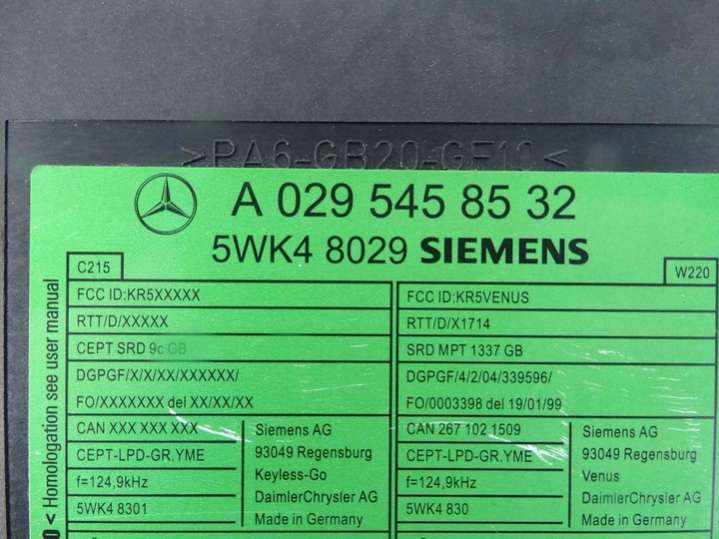 >PA6-GB20-GF10<
A 029 545 85 32
5WK4 8029 SIEMENS
C215
FCC ID:KR5XXXXX
RTT/D/XXXXX
CEPT SRD 9c GB
DGPGF/X/X/XX/XXXXXX/
FO/XXXXXXX del XX/XX/XX
CAN XXX XXX XXX
CEPT-LPD-GR.YME
f=124,9kHz
5WK4 8301
Siemens AG
93049 Regensburg
Keyless-Go
DaimlerChrysler AG
Made in Germany
W220
FCC ID:KR5VENUS
RTT/D/X1714
SRD MPT 1337 GB
DGPGF/4/2/04/339596/
FO/0003398 del 19/01/99
CAN 267 102 1509
CEPT-LPD-GR.YME
f=124,9kHz
5WK4 830
Siemens AG
93049 Regensburg
Venus
DaimlerChrysler AG
Made in Germany
< Homologation see user manual